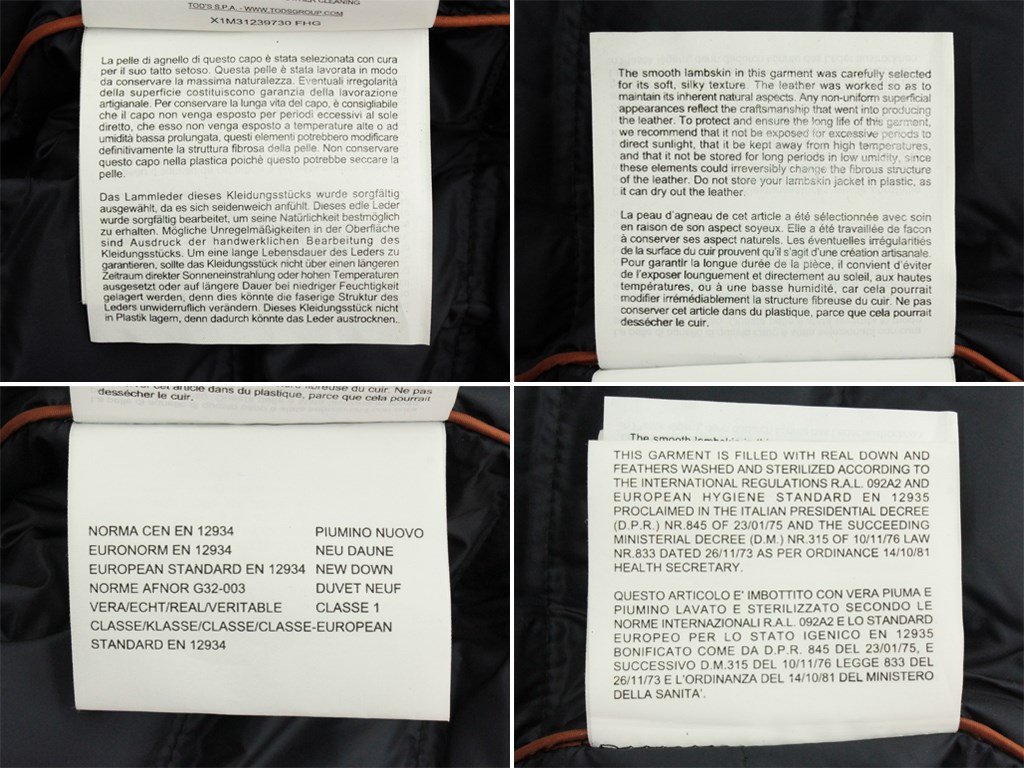 TOD'S S.P.A. - WWW.TODSGROUP.COM
X1M31239730 FHG
La pelle di agnello di questo capo è stata selezionata con cura
per il suo tatto setoso. Questa pelle è stata lavorata in modo
da conservare la massima naturalezza. Eventuali irregolarità
della superficie costituiscono garanzia della lavorazione
artigianale. Per conservare la lunga vita del capo, è consigliabile
che il capo non venga esposto per periodi eccessivi al sole
diretto, che esso non venga esposto a temperature alte o ad
umidità bassa prolungata, questi elementi potrebbero modificare
definitivamente la struttura fibrosa della pelle. Non conservare
questo capo nella plastica poichè questo potrebbe seccare la
pelle.
Das Lammleder dieses Kleidungsstücks wurde sorgfältig
ausgewählt, da es sich seidenweich anfühlt. Dieses edle Leder
wurde sorgfältig bearbeitet, um seine Natürlichkeit bestmöglich
zu erhalten. Mögliche Unregelmäßigkeiten in der Oberfläche
sind Ausdruck der handwerklichen Bearbeitung des
Kleidungsstücks. Um eine lange Lebensdauer des Leders zu
garantieren, sollte das Kleidungsstück nicht über einen längeren
Zeitraum direkter Sonneneinstrahlung oder hohen Temperaturen
ausgesetzt oder auf längere Dauer bei niedriger Feuchtigkeit
gelagert werden, denn dies könnte die faserige Struktur des
Leders unwiderruflich verändern. Dieses Kleidungsstück nicht
in Plastik lagern, denn dadurch könnte das Leder austrocknen.
The smooth lambskin in this garment was carefully selected
for its soft, silky texture. The leather was worked so as to
maintain its inherent natural aspects. Any non-uniform superficial
appearances reflect the craftsmanship that went into producing
the leather. To protect and ensure the long life of this garment,
we recommend that it not be exposed for excessive periods to
direct sunlight, that it be kept away from high temperatures,
and that it not be stored for long periods in low umidity, since
these elements could irreversibly change the fibrous structure
of the leather. Do not store your lambskin jacket in plastic, as
it can dry out the leather.
La peau d'agneau de cet article a été sélectionnée avec soin
en raison de son aspect soyeux. Elle a été travaillée de facon
à conserver ses aspect naturels. Les éventuelles irrégularités
de la surface du cuir prouvent qu'il s'agit d'une création artisanale.
Pour garantir la longue durée de la pièce, il convient d'éviter
de l'exposer lounguement et directement au soleil, aux hautes
températures, ou à une basse humidité, car cela pourrait
modifier irrémédiablement la structure fibreuse du cuir. Ne pas
conserver cet article dans du plastique, parce que cela pourrait
dessécher le cuir.
conserver cet article dans du plastique, parce que cela pourrait
dessécher le cuir.
NORMA CEN EN 12934 PIUMINO NUOVO
EURONORM EN 12934 NEU DAUNE
EUROPEAN STANDARD EN 12934 NEW DOWN
NORME AFNOR G32-003 DUVET NEUF
VERA/ECHT/REAL/VERITABLE CLASSE 1
CLASSE/KLASSE/CLASSE/CLASSE-EUROPEAN
STANDARD EN 12934
The smooth lambskin in this
THIS GARMENT IS FILLED WITH REAL DOWN AND
FEATHERS WASHED AND STERILIZED ACCORDING TO
THE INTERNATIONAL REGULATIONS R.A.L. 092A2 AND
EUROPEAN HYGIENE STANDARD EN 12935
PROCLAIMED IN THE ITALIAN PRESIDENTIAL DECREE
(D.P.R.) NR.845 OF 23/01/75 AND THE SUCCEEDING
MINISTERIAL DECREE (D.M.) NR.315 OF 10/11/76 LAW
NR.833 DATED 26/11/73 AS PER ORDINANCE 14/10/81
HEALTH SECRETARY.
QUESTO ARTICOLO E' IMBOTTITO CON VERA PIUMA E
PIUMINO LAVATO E STERILIZZATO SECONDO LE
NORME INTERNAZIONALI R.A.L. 092A2 E LO STANDARD
EUROPEO PER LO STATO IGENICO EN 12935
BONIFICATO COME DA D.P.R. 845 DEL 23/01/75, E
SUCCESSIVO D.M.315 DEL 10/11/76 LEGGE 833 DEL
26/11/73 E L'ORDINANZA DEL 14/10/81 DEL MINISTERO
DELLA SANITA'.